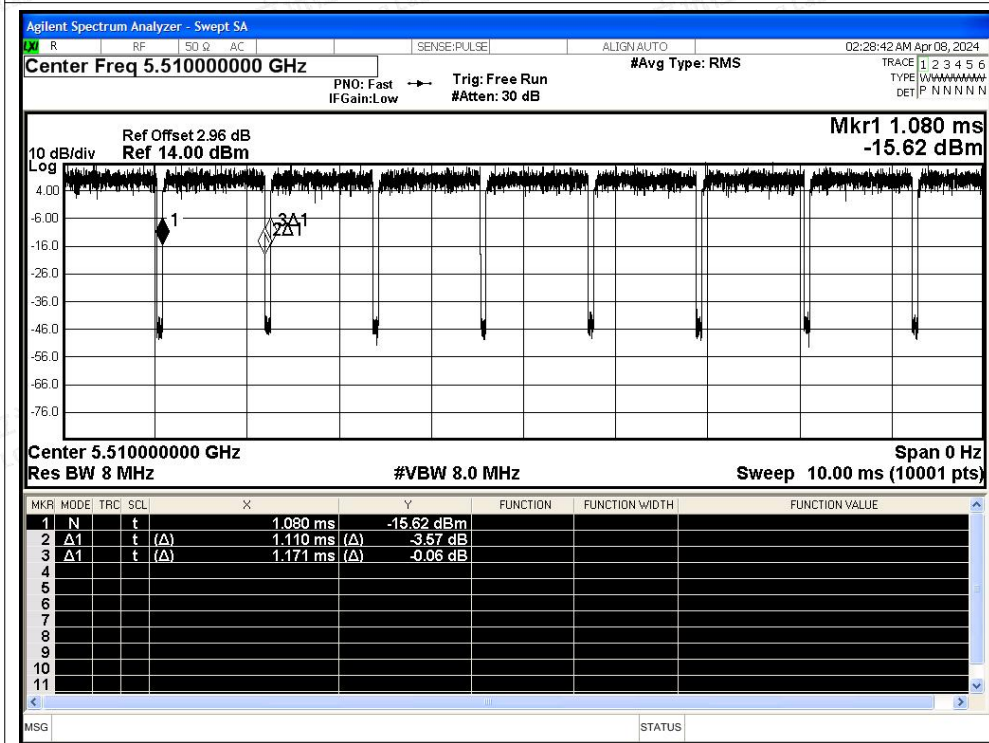 Agilent Spectrum Analyzer - Swept SA
LXI R RF 50 Ω AC SENSE:PULSE ALIGN AUTO 02:28:42 AM Apr 08, 2024
Center Freq 5.510000000 GHz #Avg Type: RMS TRACE 1 2 3 4 5 6
PNO: Fast Trig: Free Run TYPE WWWWWW
IFGain:Low #Atten: 30 dB DET P N N N N N
Mkr1 1.080 ms
Ref Offset 2.96 dB
10 dB/div Ref 14.00 dBm -15.62 dBm
Log
4.00
-6.00
1 3Δ1
2Δ1
-16.0
-26.0
-36.0
-46.0
-56.0
-66.0
-76.0
Center 5.510000000 GHz Span 0 Hz
Res BW 8 MHz #VBW 8.0 MHz Sweep 10.00 ms (10001 pts)
MKR MODE TRC SCL X Y FUNCTION FUNCTION WIDTH FUNCTION VALUE
1 N t 1.080 ms -15.62 dBm
2 Δ1 t (Δ) 1.110 ms (Δ) -3.57 dB
3 Δ1 t (Δ) 1.171 ms (Δ) -0.06 dB
4
5
6
7
8
9
10
11
MSG STATUS